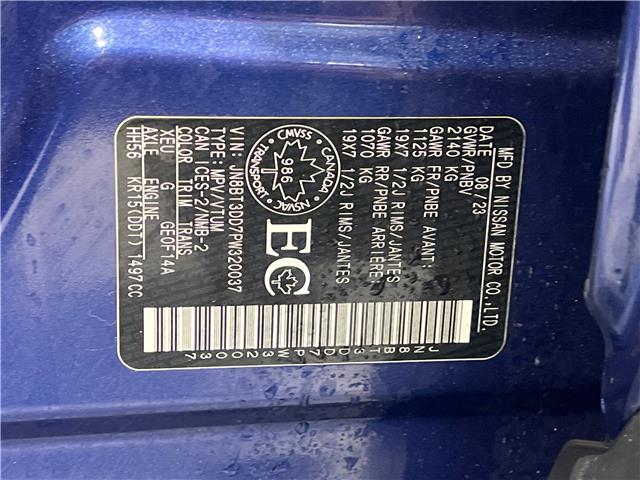 MFD BY NISSAN MOTOR CO.,LTD.
DATE 08 / 23
GVWR/PNBV/
2140 KG
GAWR FR/PNBE AVANT:
1125 KG
19X7 1/2J RIMS/JANTES
GAWR RR/PNBE ARRIÈRE:
1070 KG
19X7 1/2J RIMS/JANTES
CMVSS
CANADA
TRANSPORT
NSVAC
986
EC
VIN: JN8BT3DD7PW320037
TYPE: MPV/VTUM
CAN ICES-2/NMB-2
COLOR TRIM TRANS
XEU G GE0F14A
AXLE ENGINE
HH56 KR15(DDT) 1497CC
JN8BT3DD7PW320037